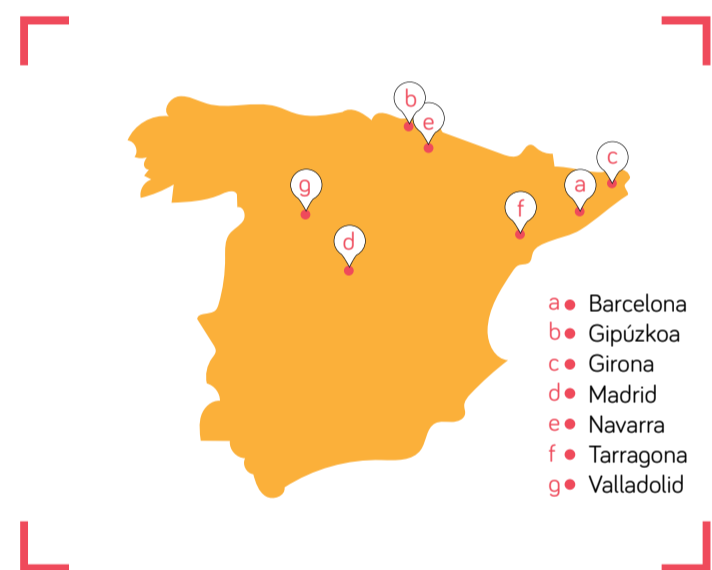 b
e
c
g
a
f
d
a Barcelona
b Gipúzkoa
c Girona
d Madrid
e Navarra
f Tarragona
g Valladolid